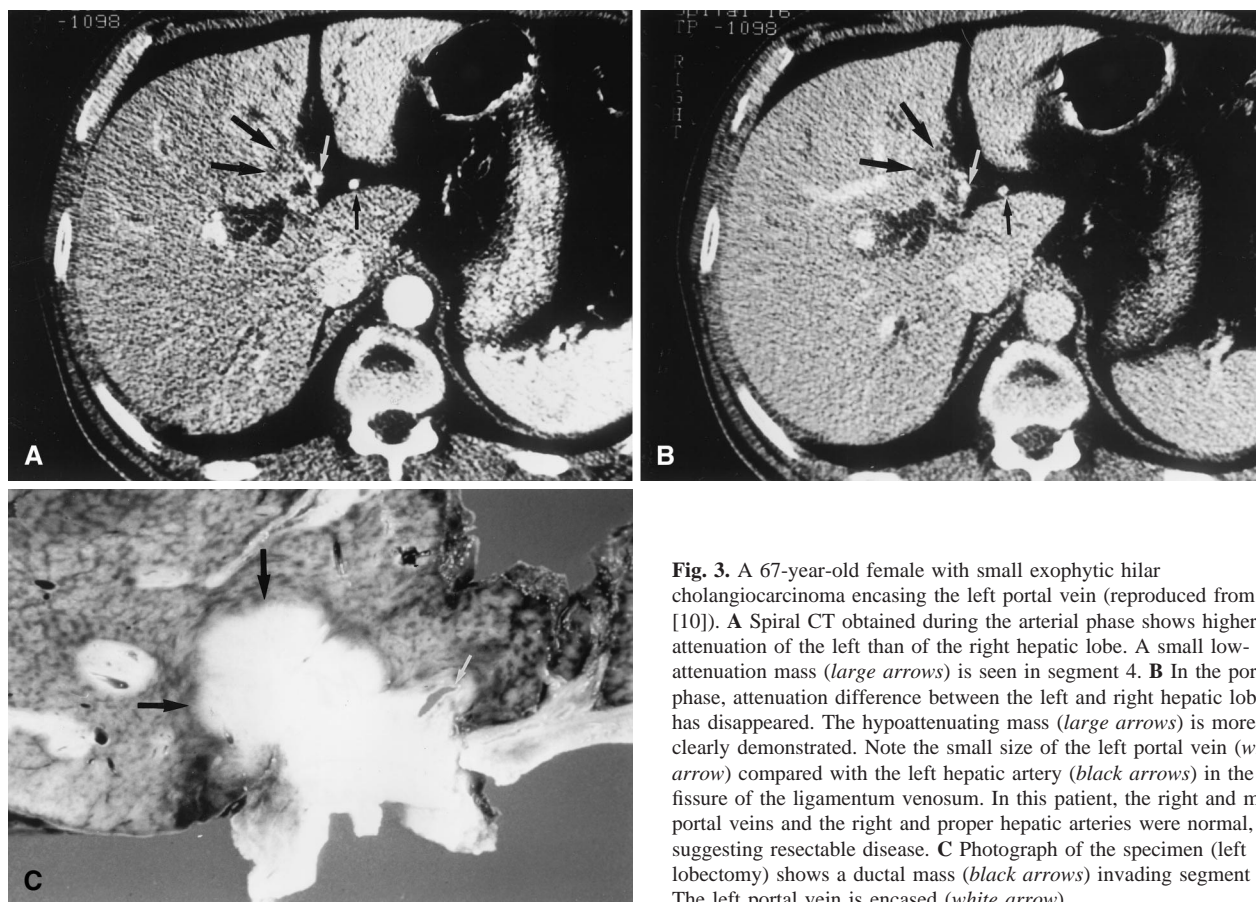 -1098
A
Spital 16
TP -1098
RIGHT
B
C
Fig. 3. A 67-year-old female with small exophytic hilar
cholangiocarcinoma encasing the left portal vein (reproduced from
[10]). A Spiral CT obtained during the arterial phase shows higher
attenuation of the left than of the right hepatic lobe. A small low-
attenuation mass (large arrows) is seen in segment 4. B In the por
phase, attenuation difference between the left and right hepatic lob
has disappeared. The hypoattenuating mass (large arrows) is more
clearly demonstrated. Note the small size of the left portal vein (w
arrow) compared with the left hepatic artery (black arrows) in the
fissure of the ligamentum venosum. In this patient, the right and m
portal veins and the right and proper hepatic arteries were normal,
suggesting resectable disease. C Photograph of the specimen (left
lobectomy) shows a ductal mass (black arrows) invading segment
The left portal vein is encased (white arrow).